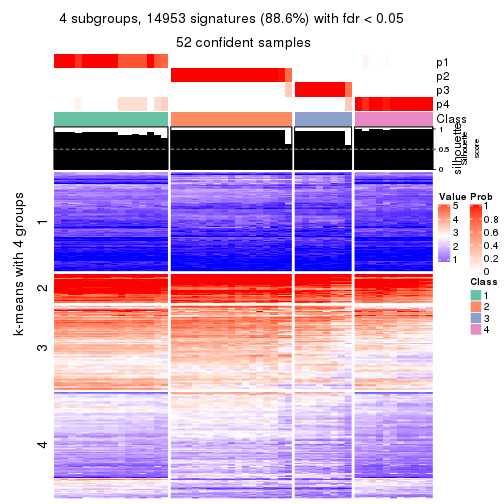 4 subgroups, 14953 signatures (88.6%) with fdr < 0.05
52 confident samples
p1
p2
p3
p4
Class
1
0.5
0
silhouette
Silhouette
score
k-means with 4 groups
1
2
3
4
Value
5
4
3
2
1
Prob
1
0.8
0.6
0.4
0.2
0
Class
1
2
3
4